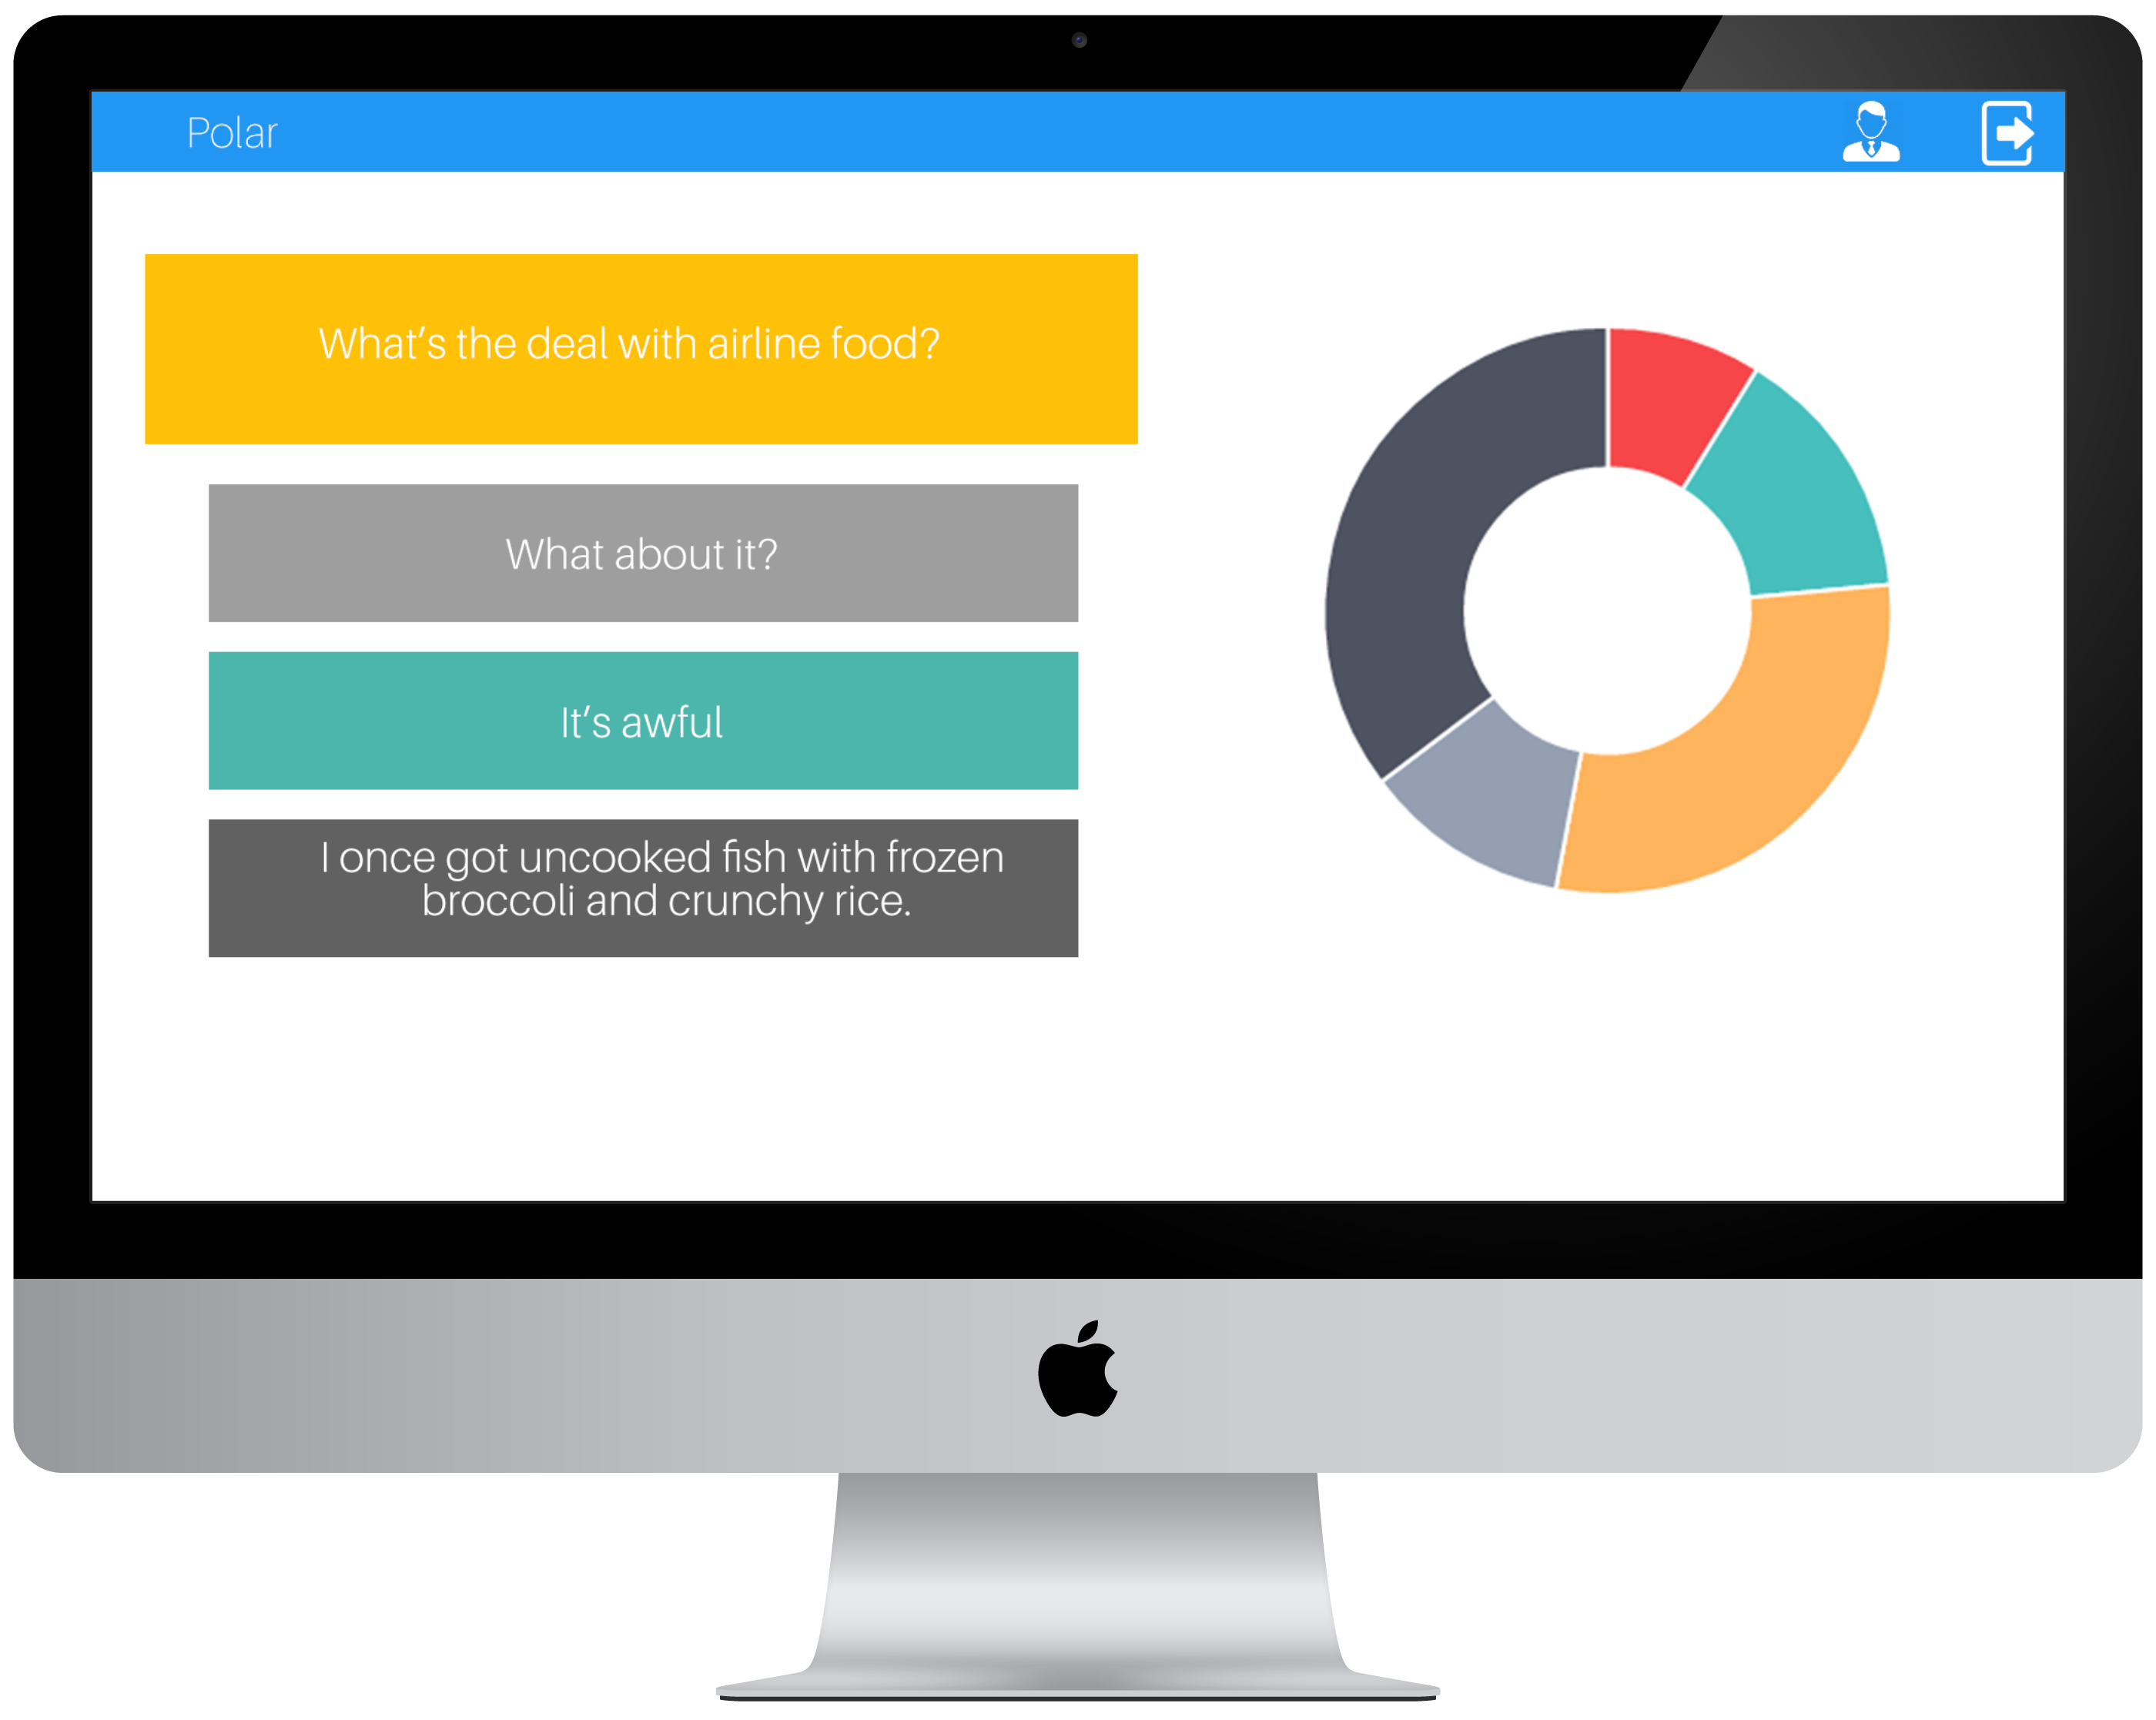 Polar
What's the deal with airline food?
What about it?
It's awful
I once got uncooked fish with frozen
broccoli and crunchy rice.